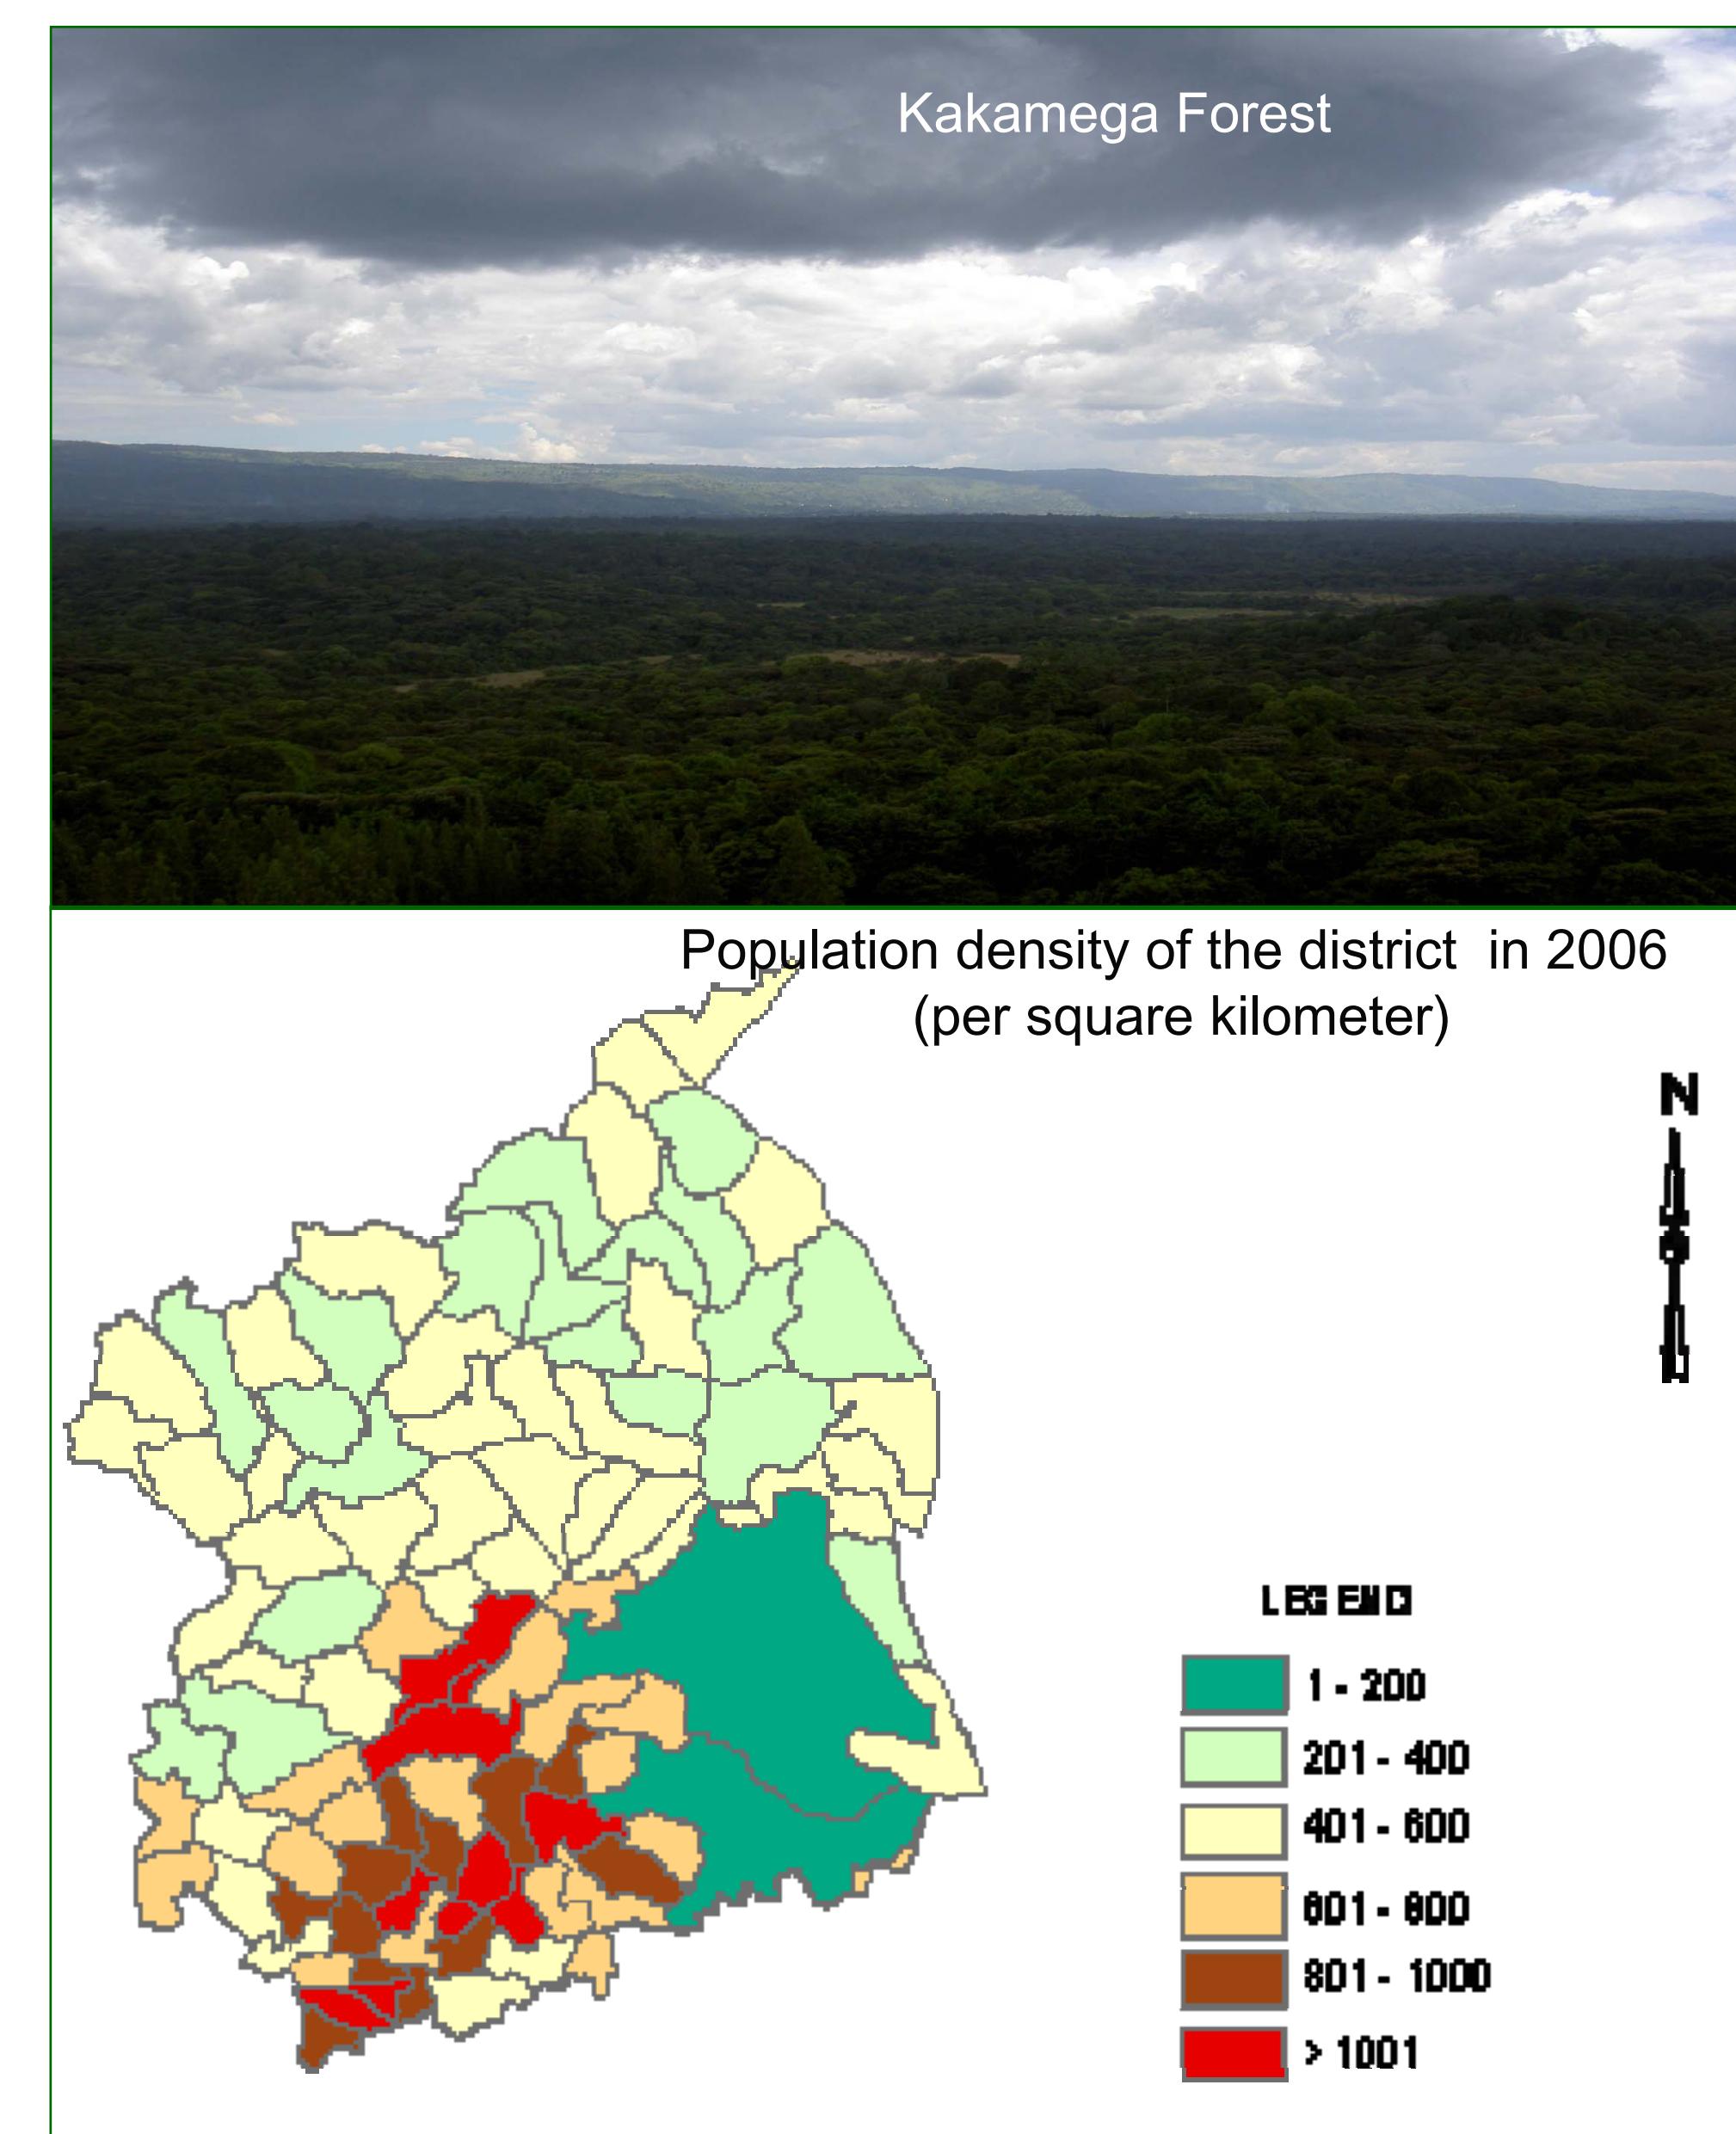 Kakamega Forest
Population density of the district in 2006
(per square kilometer)
N
LEGEND
1 - 200
201 - 400
401 - 600
601 - 800
801 - 1000
> 1001